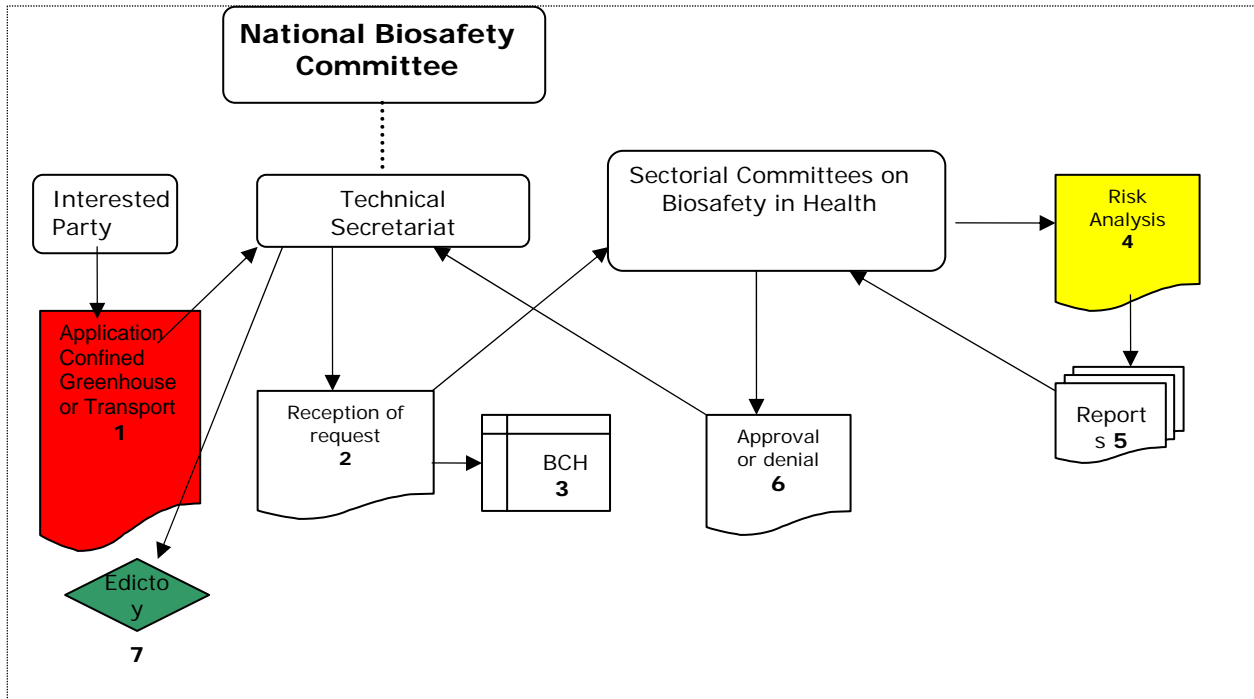 National Biosafety
Committee
Interested
Party
Technical
Secretariat
Sectorial Committees on
Biosafety in Health
Risk
Analysis
4
Application
Confined
Greenhouse
or Transport
1
Reception of
request
2
BCH
3
Approval
or denial
6
Report
s 5
Edicto
y
7